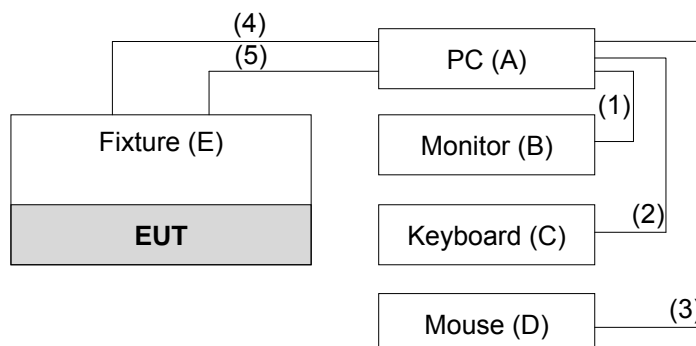 (4)
(5)
PC (A)
(1)
Fixture (E)
Monitor (B)
EUT
Keyboard (C)
(2)
Mouse (D)
(3)